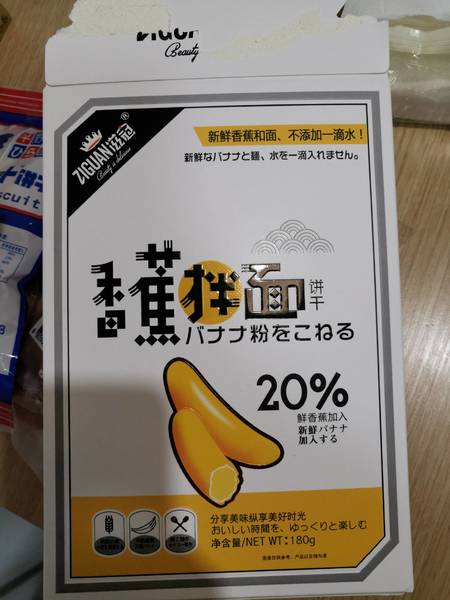 Beauty
ZIGUAN滋冠®
Beauty is delicious
新鲜香蕉和面、不添加一滴水！
新鮮なバナナと麺、水を一滴入れません。
香蕉拌面
饼干
バナナ粉をこねる
20%
鲜香蕉加入
新鮮バナナ
加入する
分享美味纵享美好时光
おいしい時間を、ゆっくりと楽しむ
净含量/NET WT:180g